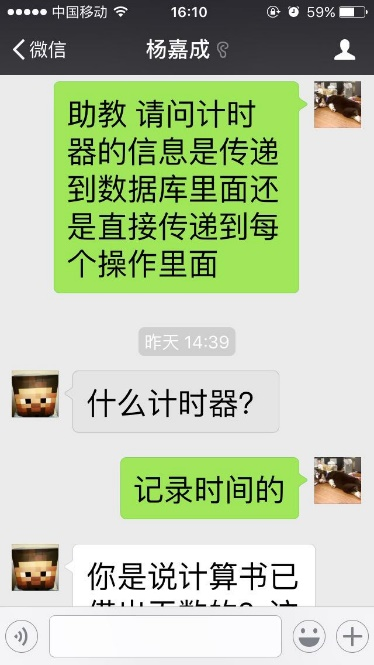 中国移动 16:10 59%
微信 杨嘉成
助教 请问计时
器的信息是传递
到数据库里面还
是直接传递到每
个操作里面
昨天 14:39
什么计时器?
记录时间的
你是说计算书已